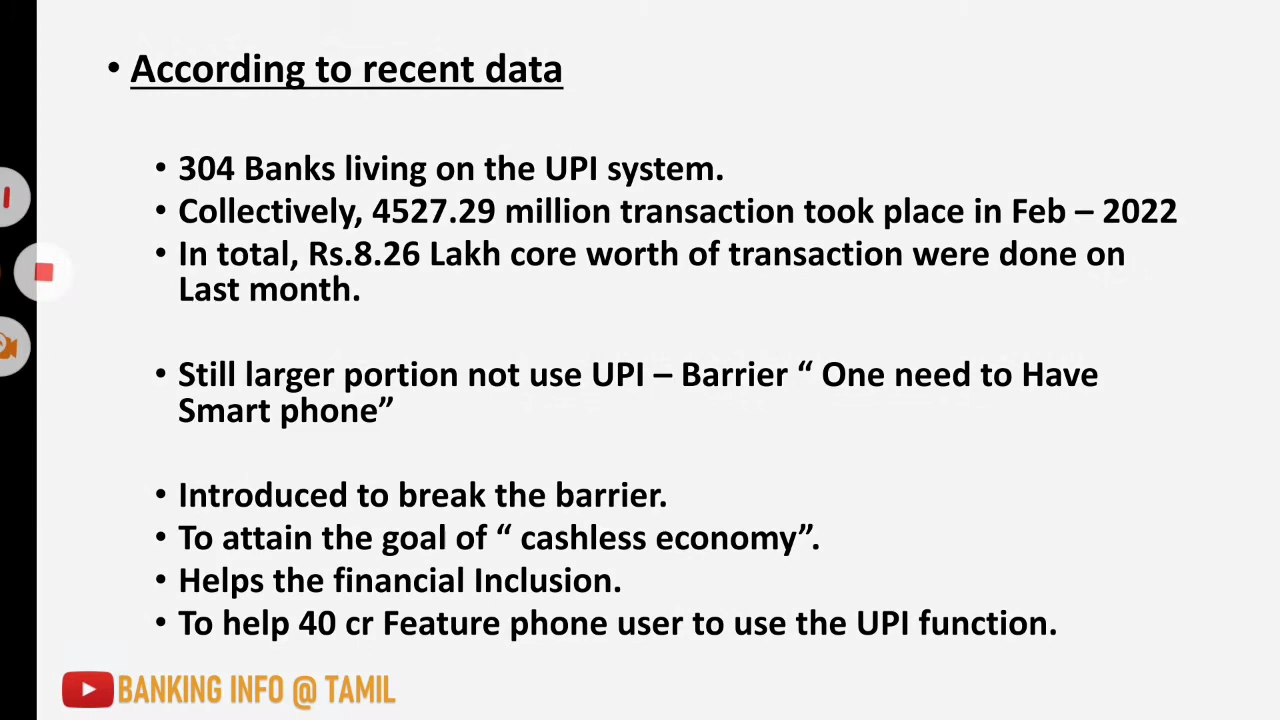 • According to recent data
• 304 Banks living on the UPI system.
• Collectively, 4527.29 million transaction took place in Feb – 2022
• In total, Rs.8.26 Lakh core worth of transaction were done on
Last month.
• Still larger portion not use UPI – Barrier “ One need to Have
Smart phone”
• Introduced to break the barrier.
• To attain the goal of “ cashless economy”.
• Helps the financial Inclusion.
• To help 40 cr Feature phone user to use the UPI function.
BANKING INFO @ TAMIL